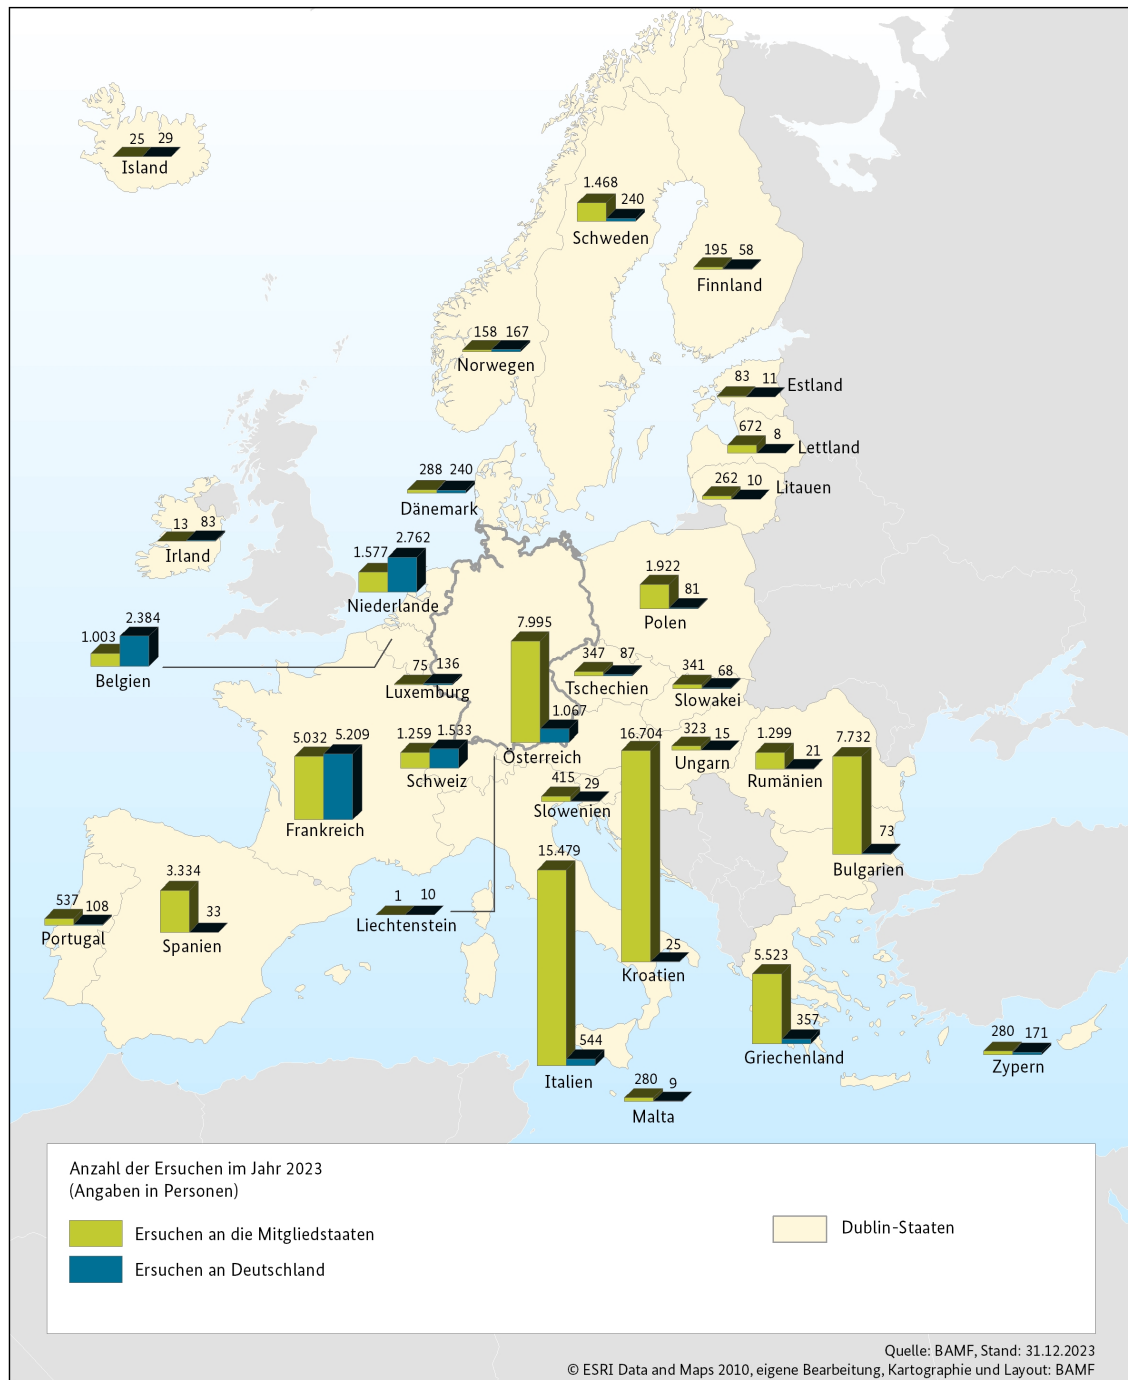 25 29
Island
1.468
240
Schweden
195 58
Finnland
158 167
Norwegen
83 11
Estland
672 8
Lettland
262 10
Litauen
288 240
Dänemark
13 83
Irland
1.577 2.762
Niederlande
1.922
81
Polen
1.003 2.384
Belgien
7.995
1.067
Österreich
347 87
Tschechien
75 136
Luxemburg
341 68
Slowakei
5.032 5.209
Frankreich
1.259 1.533
Schweiz
16.704
25
Kroatien
323 15
Ungarn
1.299
21
Rumänien
7.732
73
Bulgarien
415 29
Slowenien
15.479
544
Italien
3.334
33
Spanien
537 108
Portugal
1 10
Liechtenstein
5.523
357
Griechenland
280 171
Zypern
280 9
Malta
Anzahl der Ersuchen im Jahr 2023
(Angaben in Personen)
Ersuchen an die Mitgliedstaaten
Ersuchen an Deutschland
Dublin-Staaten
Quelle: BAMF, Stand: 31.12.2023
© ESRI Data and Maps 2010, eigene Bearbeitung, Kartographie und Layout: BAMF